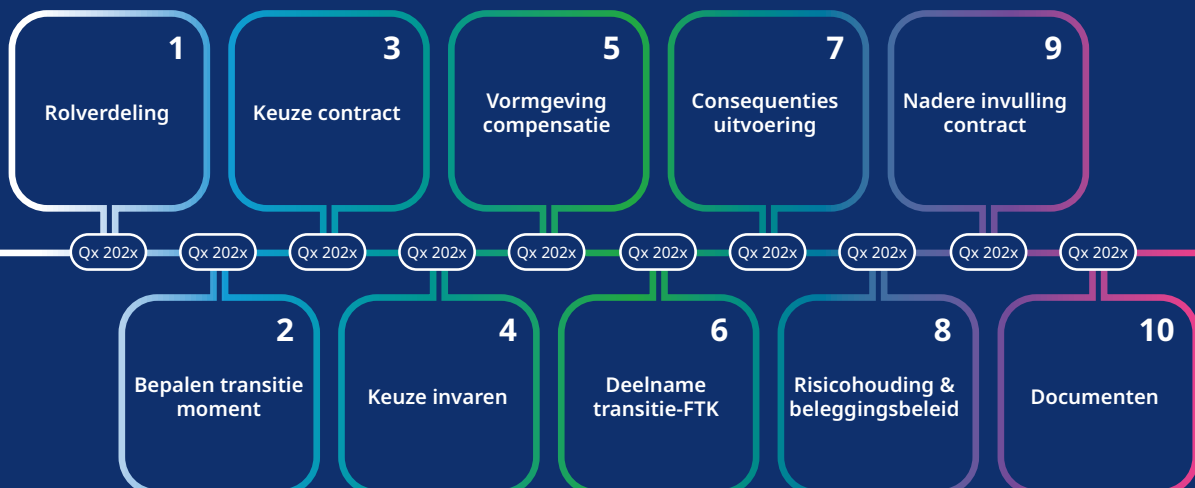 1
Rolverdeling
3
Keuze contract
5
Vormgeving
compensatie
7
Consequenties
uitvoering
9
Nadere invulling
contract
Qx 202x
Qx 202x
Qx 202x
Qx 202x
Qx 202x
Qx 202x
Qx 202x
Qx 202x
Qx 202x
Qx 202x
2
Bepalen transitie
moment
4
Keuze invaren
6
Deelname
transitie-FTK
8
Risicohouding &
beleggingsbeleid
10
Documenten